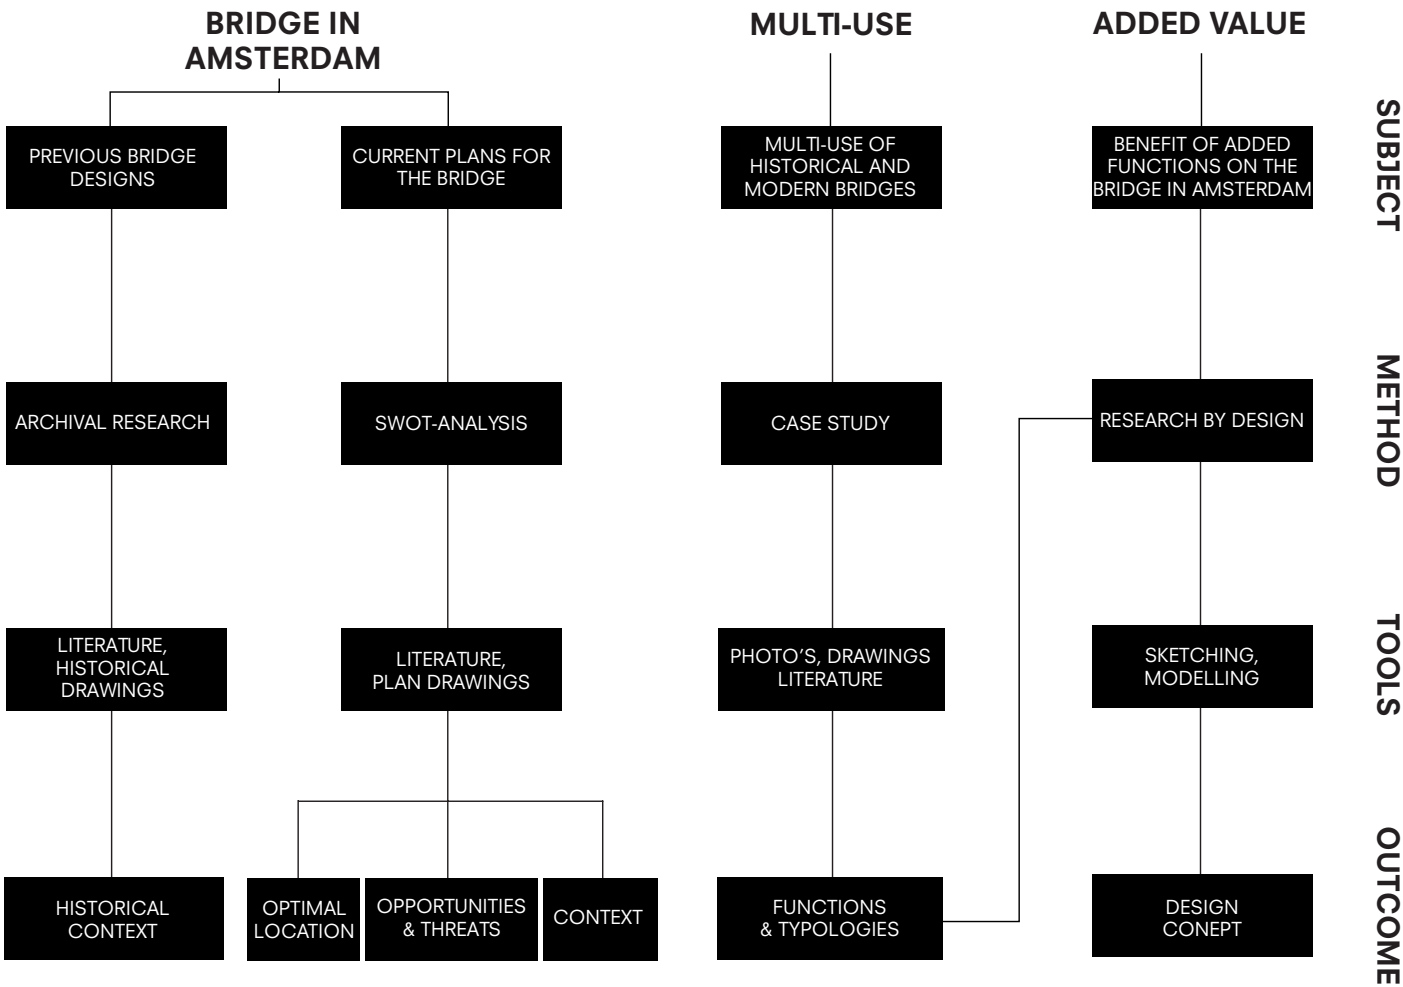 BRIDGE IN
AMSTERDAM
MULTI-USE
ADDED VALUE
SUBJECT
PREVIOUS BRIDGE
DESIGNS
CURRENT PLANS FOR
THE BRIDGE
MULTI-USE OF
HISTORICAL AND
MODERN BRIDGES
BENEFIT OF ADDED
FUNCTIONS ON THE
BRIDGE IN AMSTERDAM
METHOD
ARCHIVAL RESEARCH
SWOT-ANALYSIS
CASE STUDY
RESEARCH BY DESIGN
TOOLS
LITERATURE,
HISTORICAL
DRAWINGS
LITERATURE,
PLAN DRAWINGS
PHOTO’S, DRAWINGS
LITERATURE
SKETCHING,
MODELLING
OUTCOME
HISTORICAL
CONTEXT
OPTIMAL
LOCATION
OPPORTUNITIES
& THREATS
CONTEXT
FUNCTIONS
& TYPOLOGIES
DESIGN
CONEPT